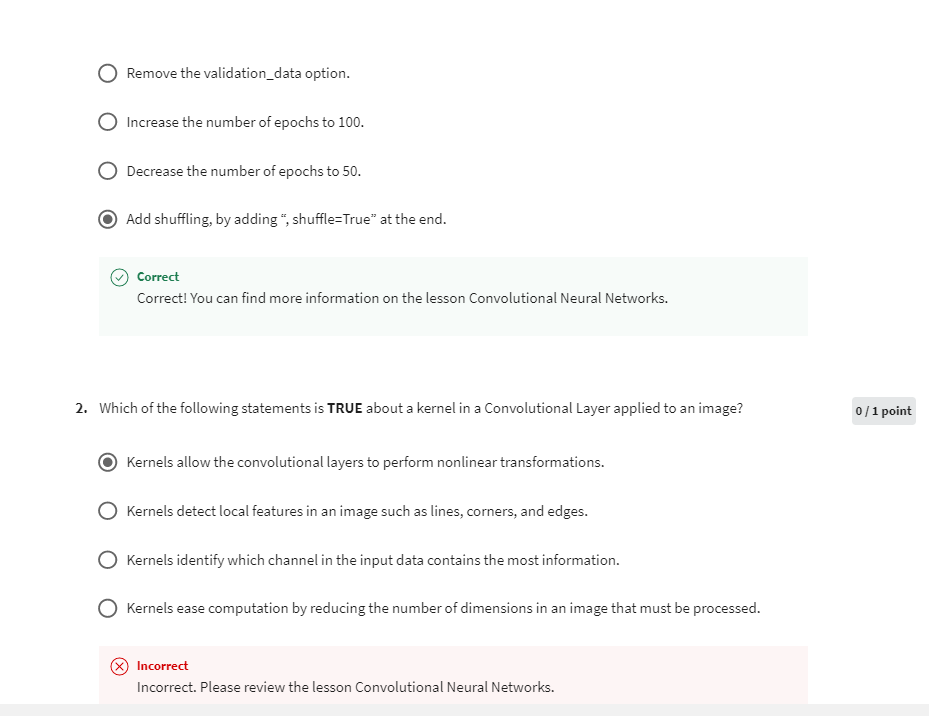 Remove the validation_data option.
Increase the number of epochs to 100.
Decrease the number of epochs to 50.
Add shuffling, by adding “, shuffle=True” at the end.
Correct
Correct! You can find more information on the lesson Convolutional Neural Networks.
2. Which of the following statements is TRUE about a kernel in a Convolutional Layer applied to an image?
0 / 1 point
Kernels allow the convolutional layers to perform nonlinear transformations.
Kernels detect local features in an image such as lines, corners, and edges.
Kernels identify which channel in the input data contains the most information.
Kernels ease computation by reducing the number of dimensions in an image that must be processed.
Incorrect
Incorrect. Please review the lesson Convolutional Neural Networks.